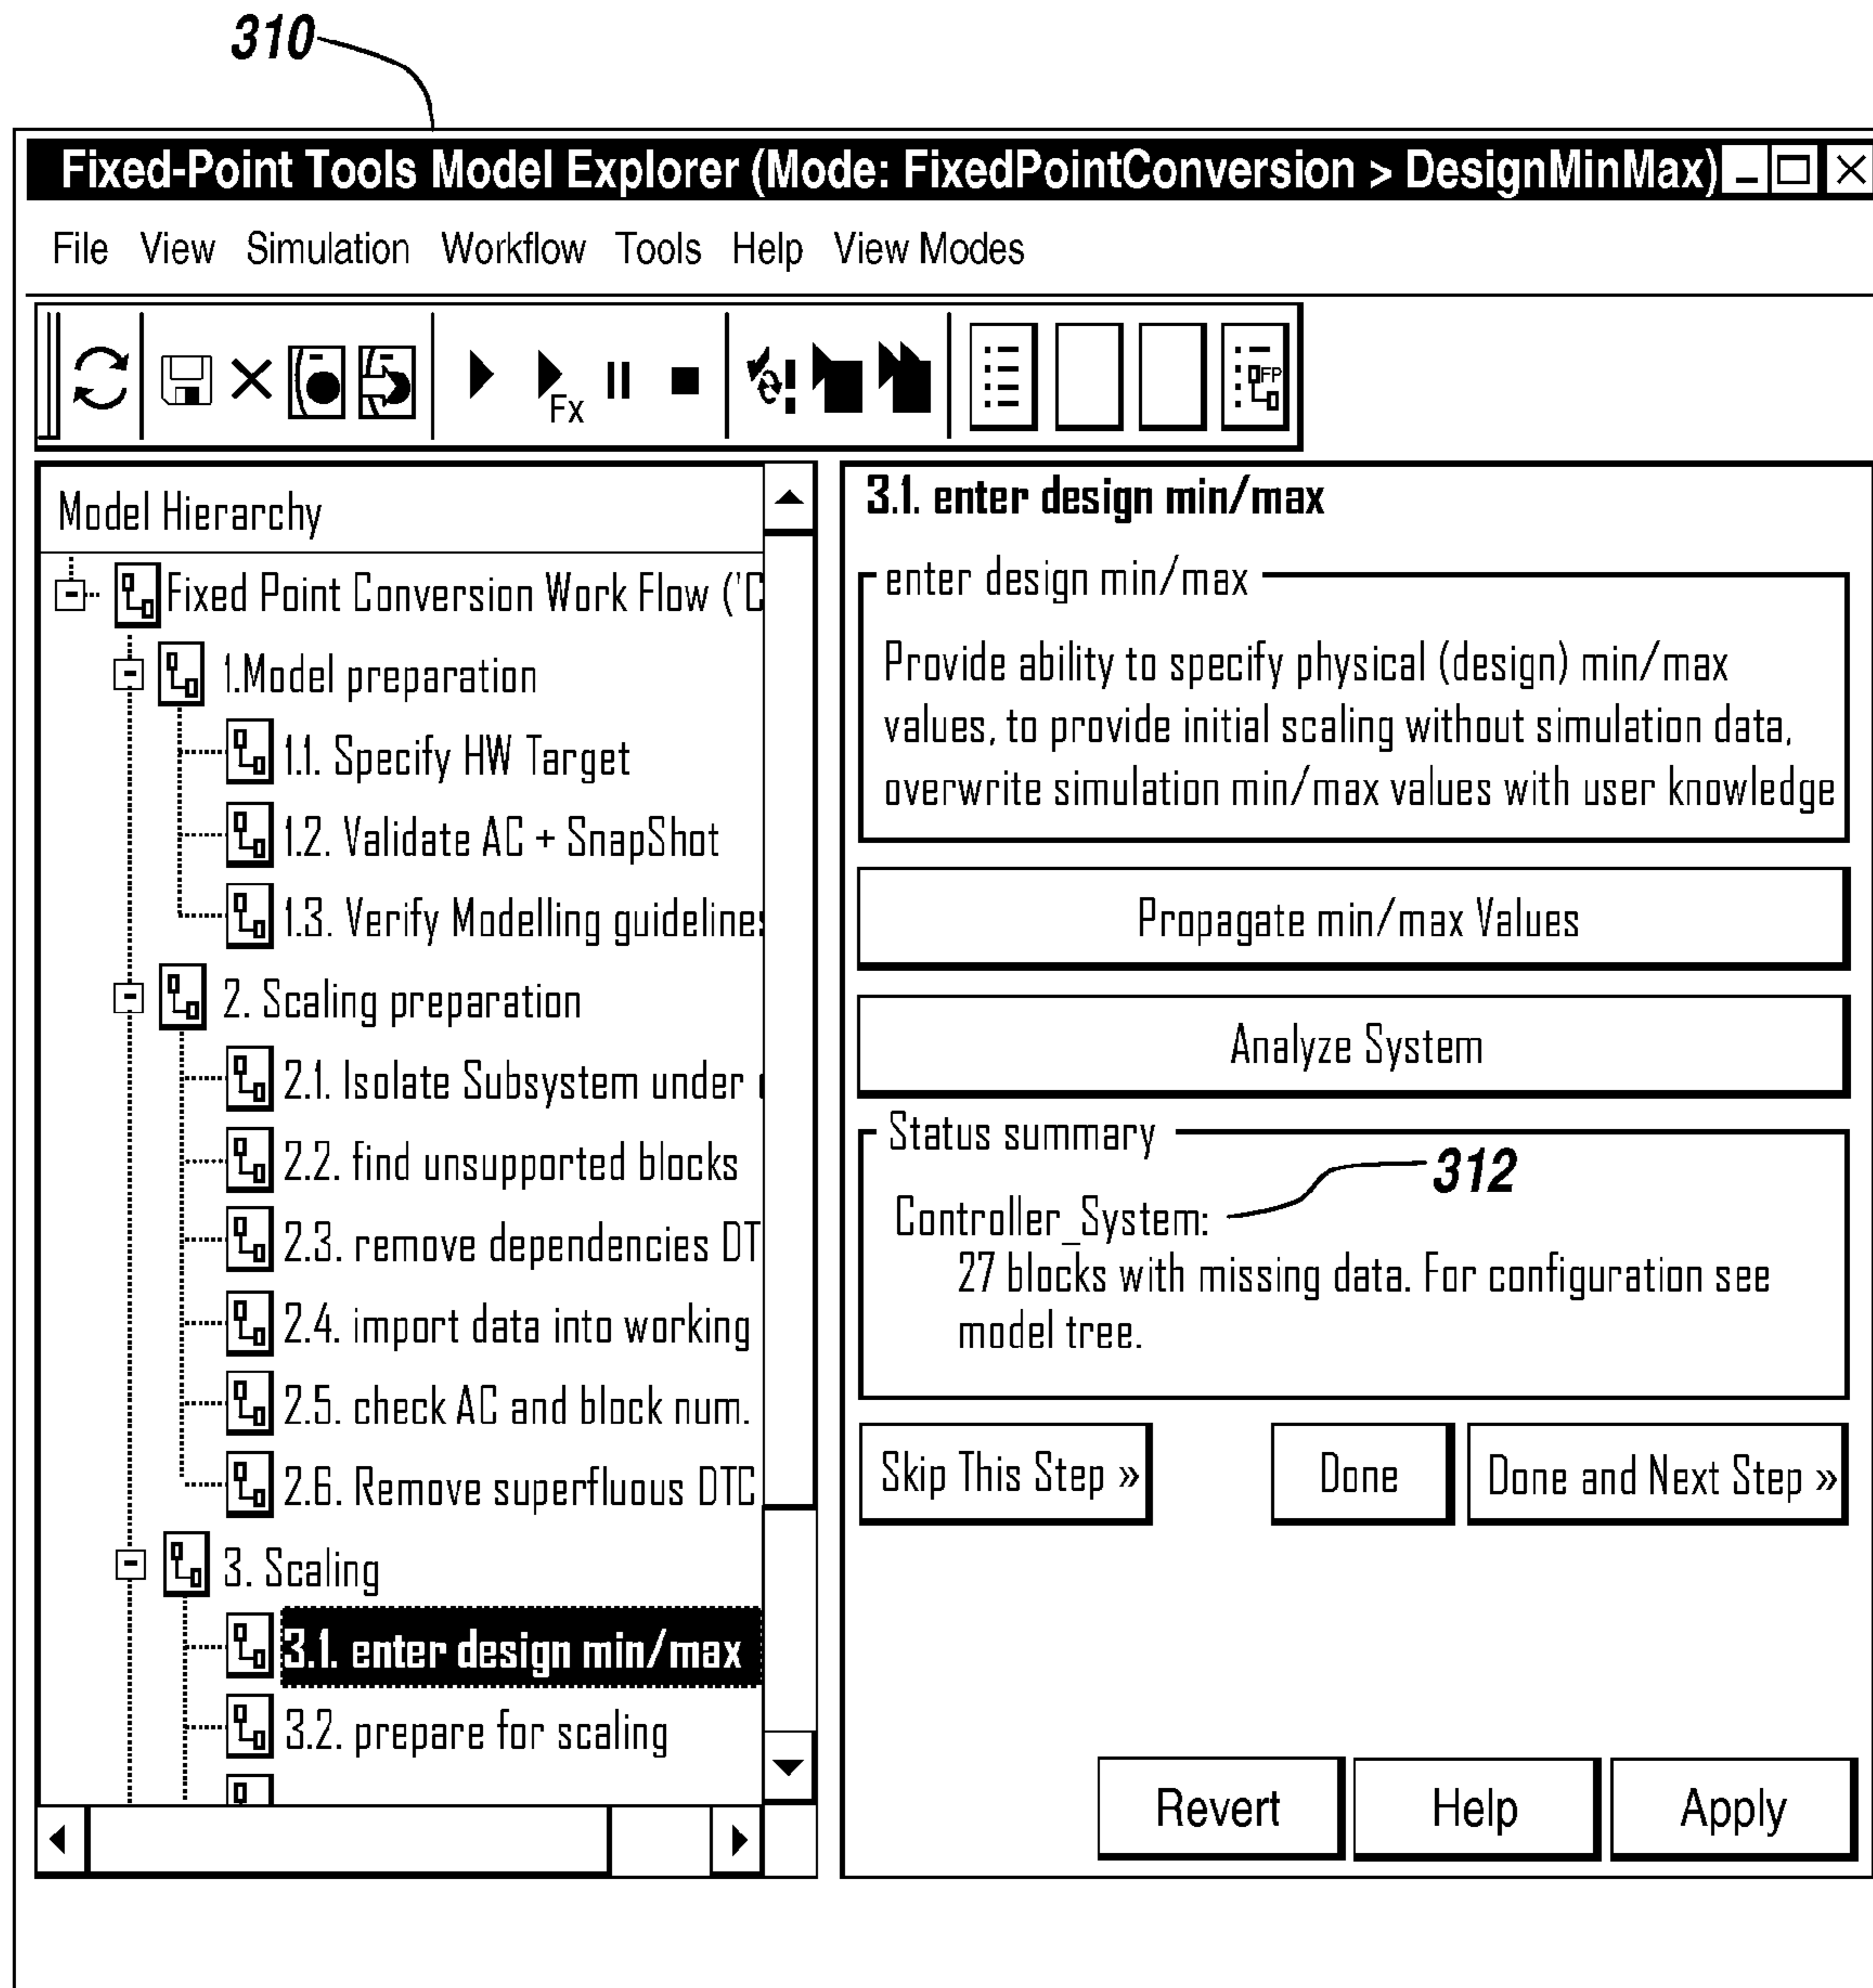 310
Fixed-Point Tools Model Explorer (Mode: FixedPointConversion > DesignMinMax)
File View Simulation Workflow Tools Help View Modes
Fx
FP
Model Hierarchy
Fixed Point Conversion Work Flow ('C
1.Model preparation
1.1. Specify HW Target
1.2. Validate AC + SnapShot
1.3. Verify Modelling guidelines
2. Scaling preparation
2.1. Isolate Subsystem under
2.2. find unsupported blocks
2.3. remove dependencies DT
2.4. import data into working
2.5. check AC and block num.
2.6. Remove superfluous DTC
3. Scaling
3.1. enter design min/max
3.2. prepare for scaling
3.1. enter design min/max
enter design min/max
Provide ability to specify physical (design) min/max
values, to provide initial scaling without simulation data,
overwrite simulation min/max values with user knowledge
Propagate min/max Values
Analyze System
Status summary
312
Controller_System:
27 blocks with missing data. For configuration see
model tree.
Skip This Step »
Done
Done and Next Step »
Revert
Help
Apply